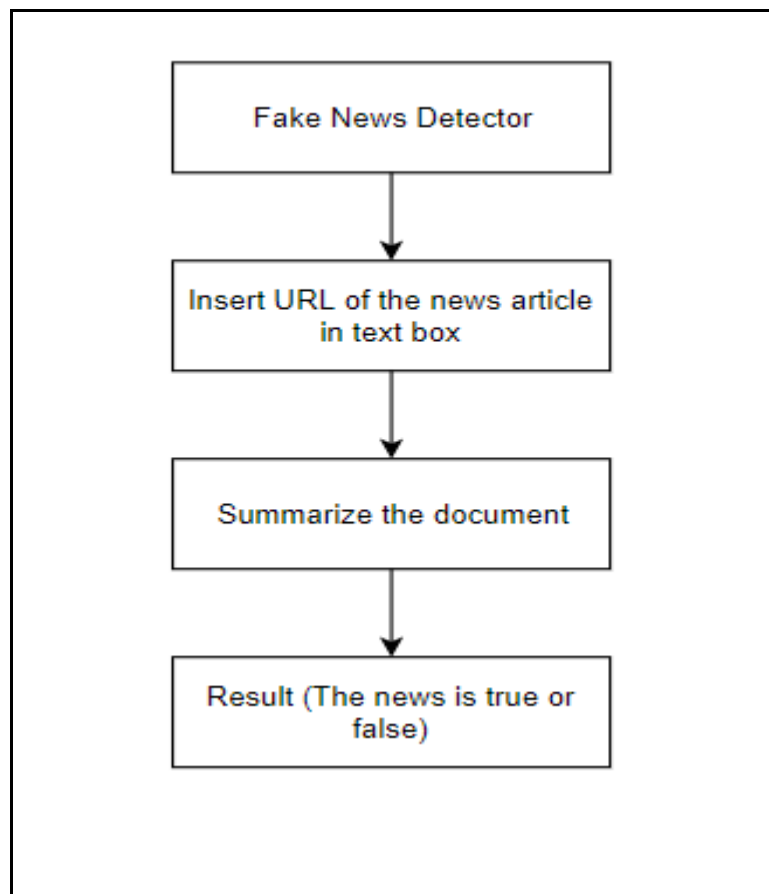 Fake News Detector
Insert URL of the news article
in text box
Summarize the document
Result (The news is true or
false)